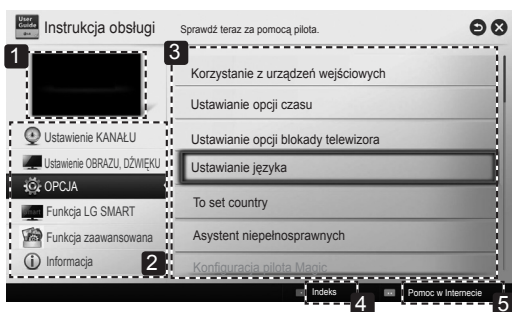 User
Guide
Instrukcja obsługi
Sprawdź teraz za pomocą pilota.
1
3
Korzystanie z urządzeń wejściowych
Ustawianie opcji czasu
Ustawianie opcji blokady telewizora
Ustawianie języka
To set country
Asystent niepełnosprawnych
Konfiguracja pilota Magic
Ustawienie KANAŁU
Ustawienie OBRAZU, DŹWIĘKU
OPCJA
Funkcja LG SMART
Funkcja zaawansowana
Informacja
2
Indeks
4
Pomoc w Internecie
5